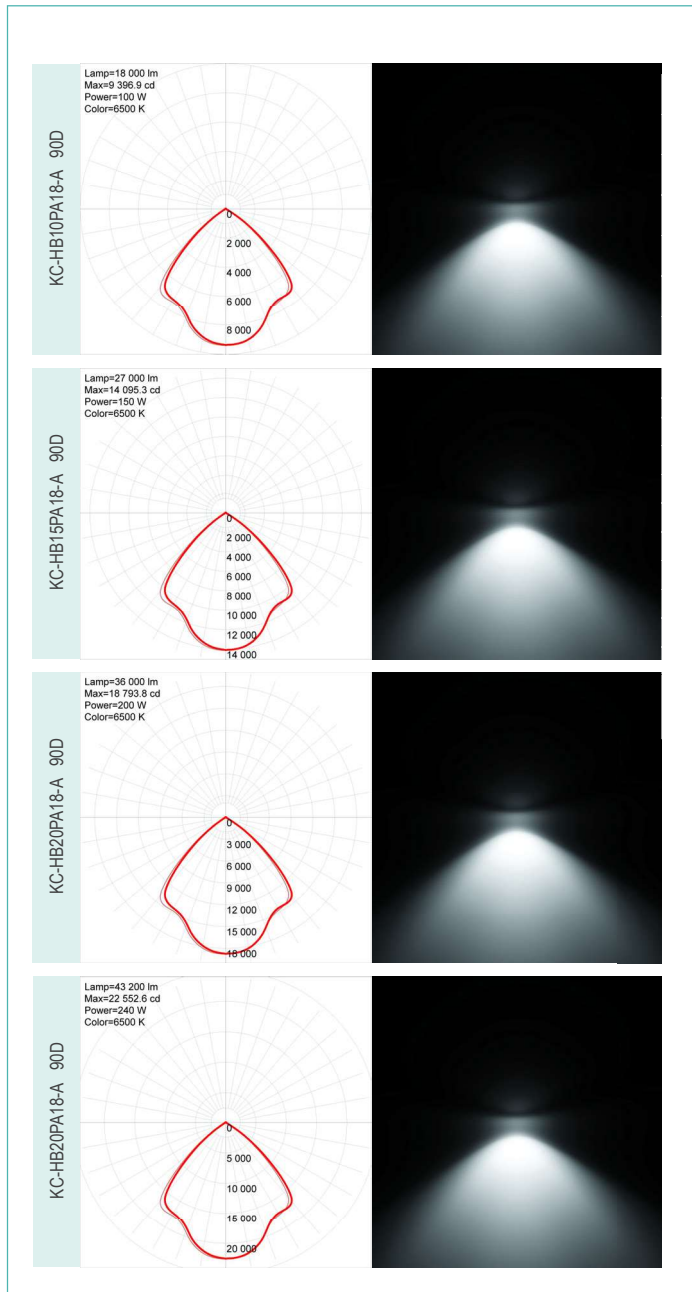 KC-HB10PA18-A 90D
Lamp=18 000 lm
Max=9 396.9 cd
Power=100 W
Color=6500 K
0
2 000
4 000
6 000
8 000
KC-HB15PA18-A 90D
Lamp=27 000 lm
Max=14 095.3 cd
Power=150 W
Color=6500 K
0
2 000
4 000
6 000
8 000
10 000
12 000
14 000
KC-HB20PA18-A 90D
Lamp=36 000 lm
Max=18 793.8 cd
Power=200 W
Color=6500 K
0
3 000
6 000
9 000
12 000
15 000
18 000
KC-HB20PA18-A 90D
Lamp=43 200 lm
Max=22 552.6 cd
Power=240 W
Color=6500 K
0
5 000
10 000
15 000
20 000